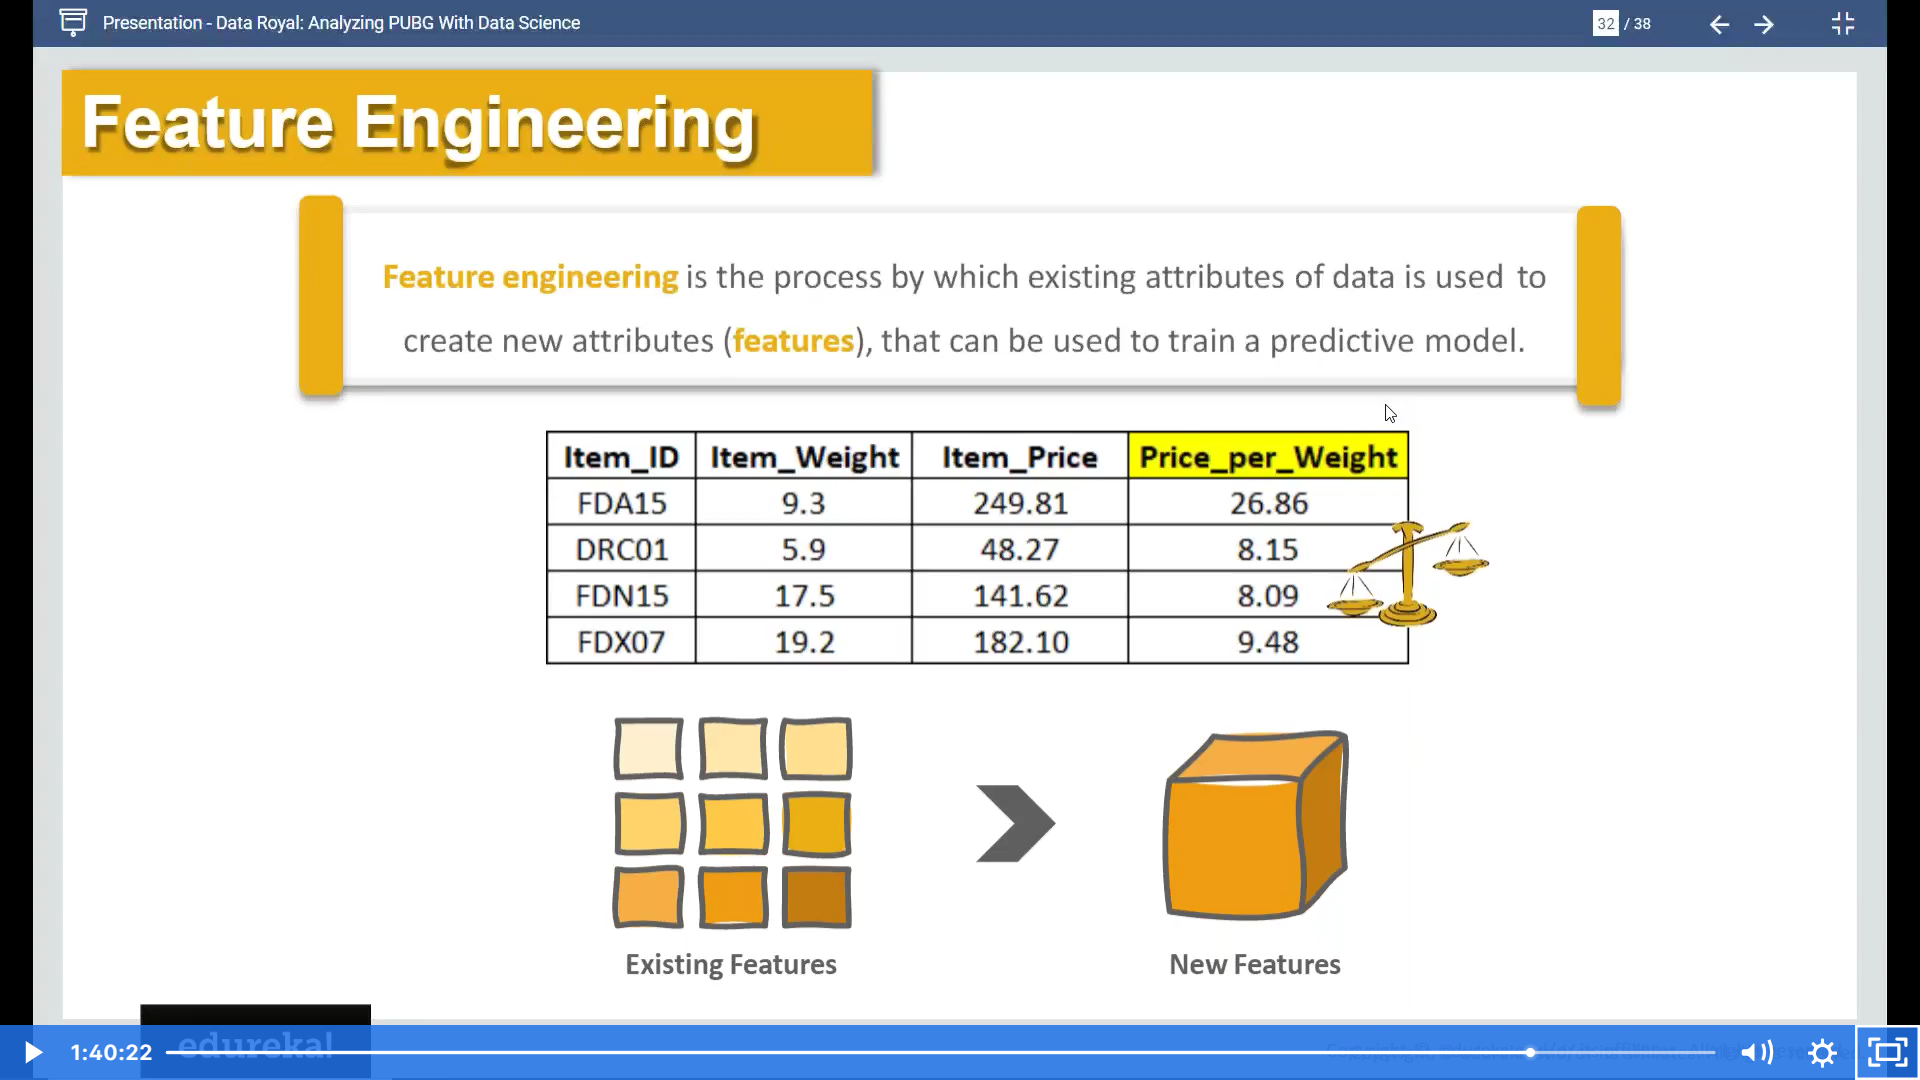 Presentation - Data Royal: Analyzing PUBG With Data Science
32 / 38
Feature Engineering
Feature engineering is the process by which existing attributes of data is used to
create new attributes (features), that can be used to train a predictive model.
Item_ID Item_Weight Item_Price Price_per_Weight
FDA15 9.3 249.81 26.86
DRC01 5.9 48.27 8.15
FDN15 17.5 141.62 8.09
FDX07 19.2 182.10 9.48
Existing Features
New Features
edureka!
1:40:22